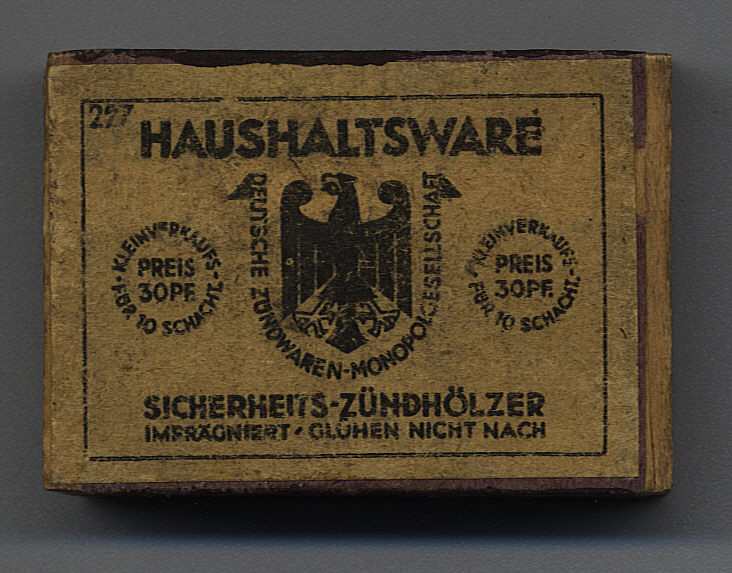 297
HAUSHALTSWARE
DEUTSCHE ZÜNDWAREN-MONOPOLGESELLSCHAFT
KLEINVERKAUFS-
PREIS
30PF.
FÜR 10 SCHACHT.
KLEINVERKAUFS-
PREIS
30PF.
FÜR 10 SCHACHT.
SICHERHEITS-ZÜNDHÖLZER
IMPRÄGNIERT · GLÜHEN NICHT NACH